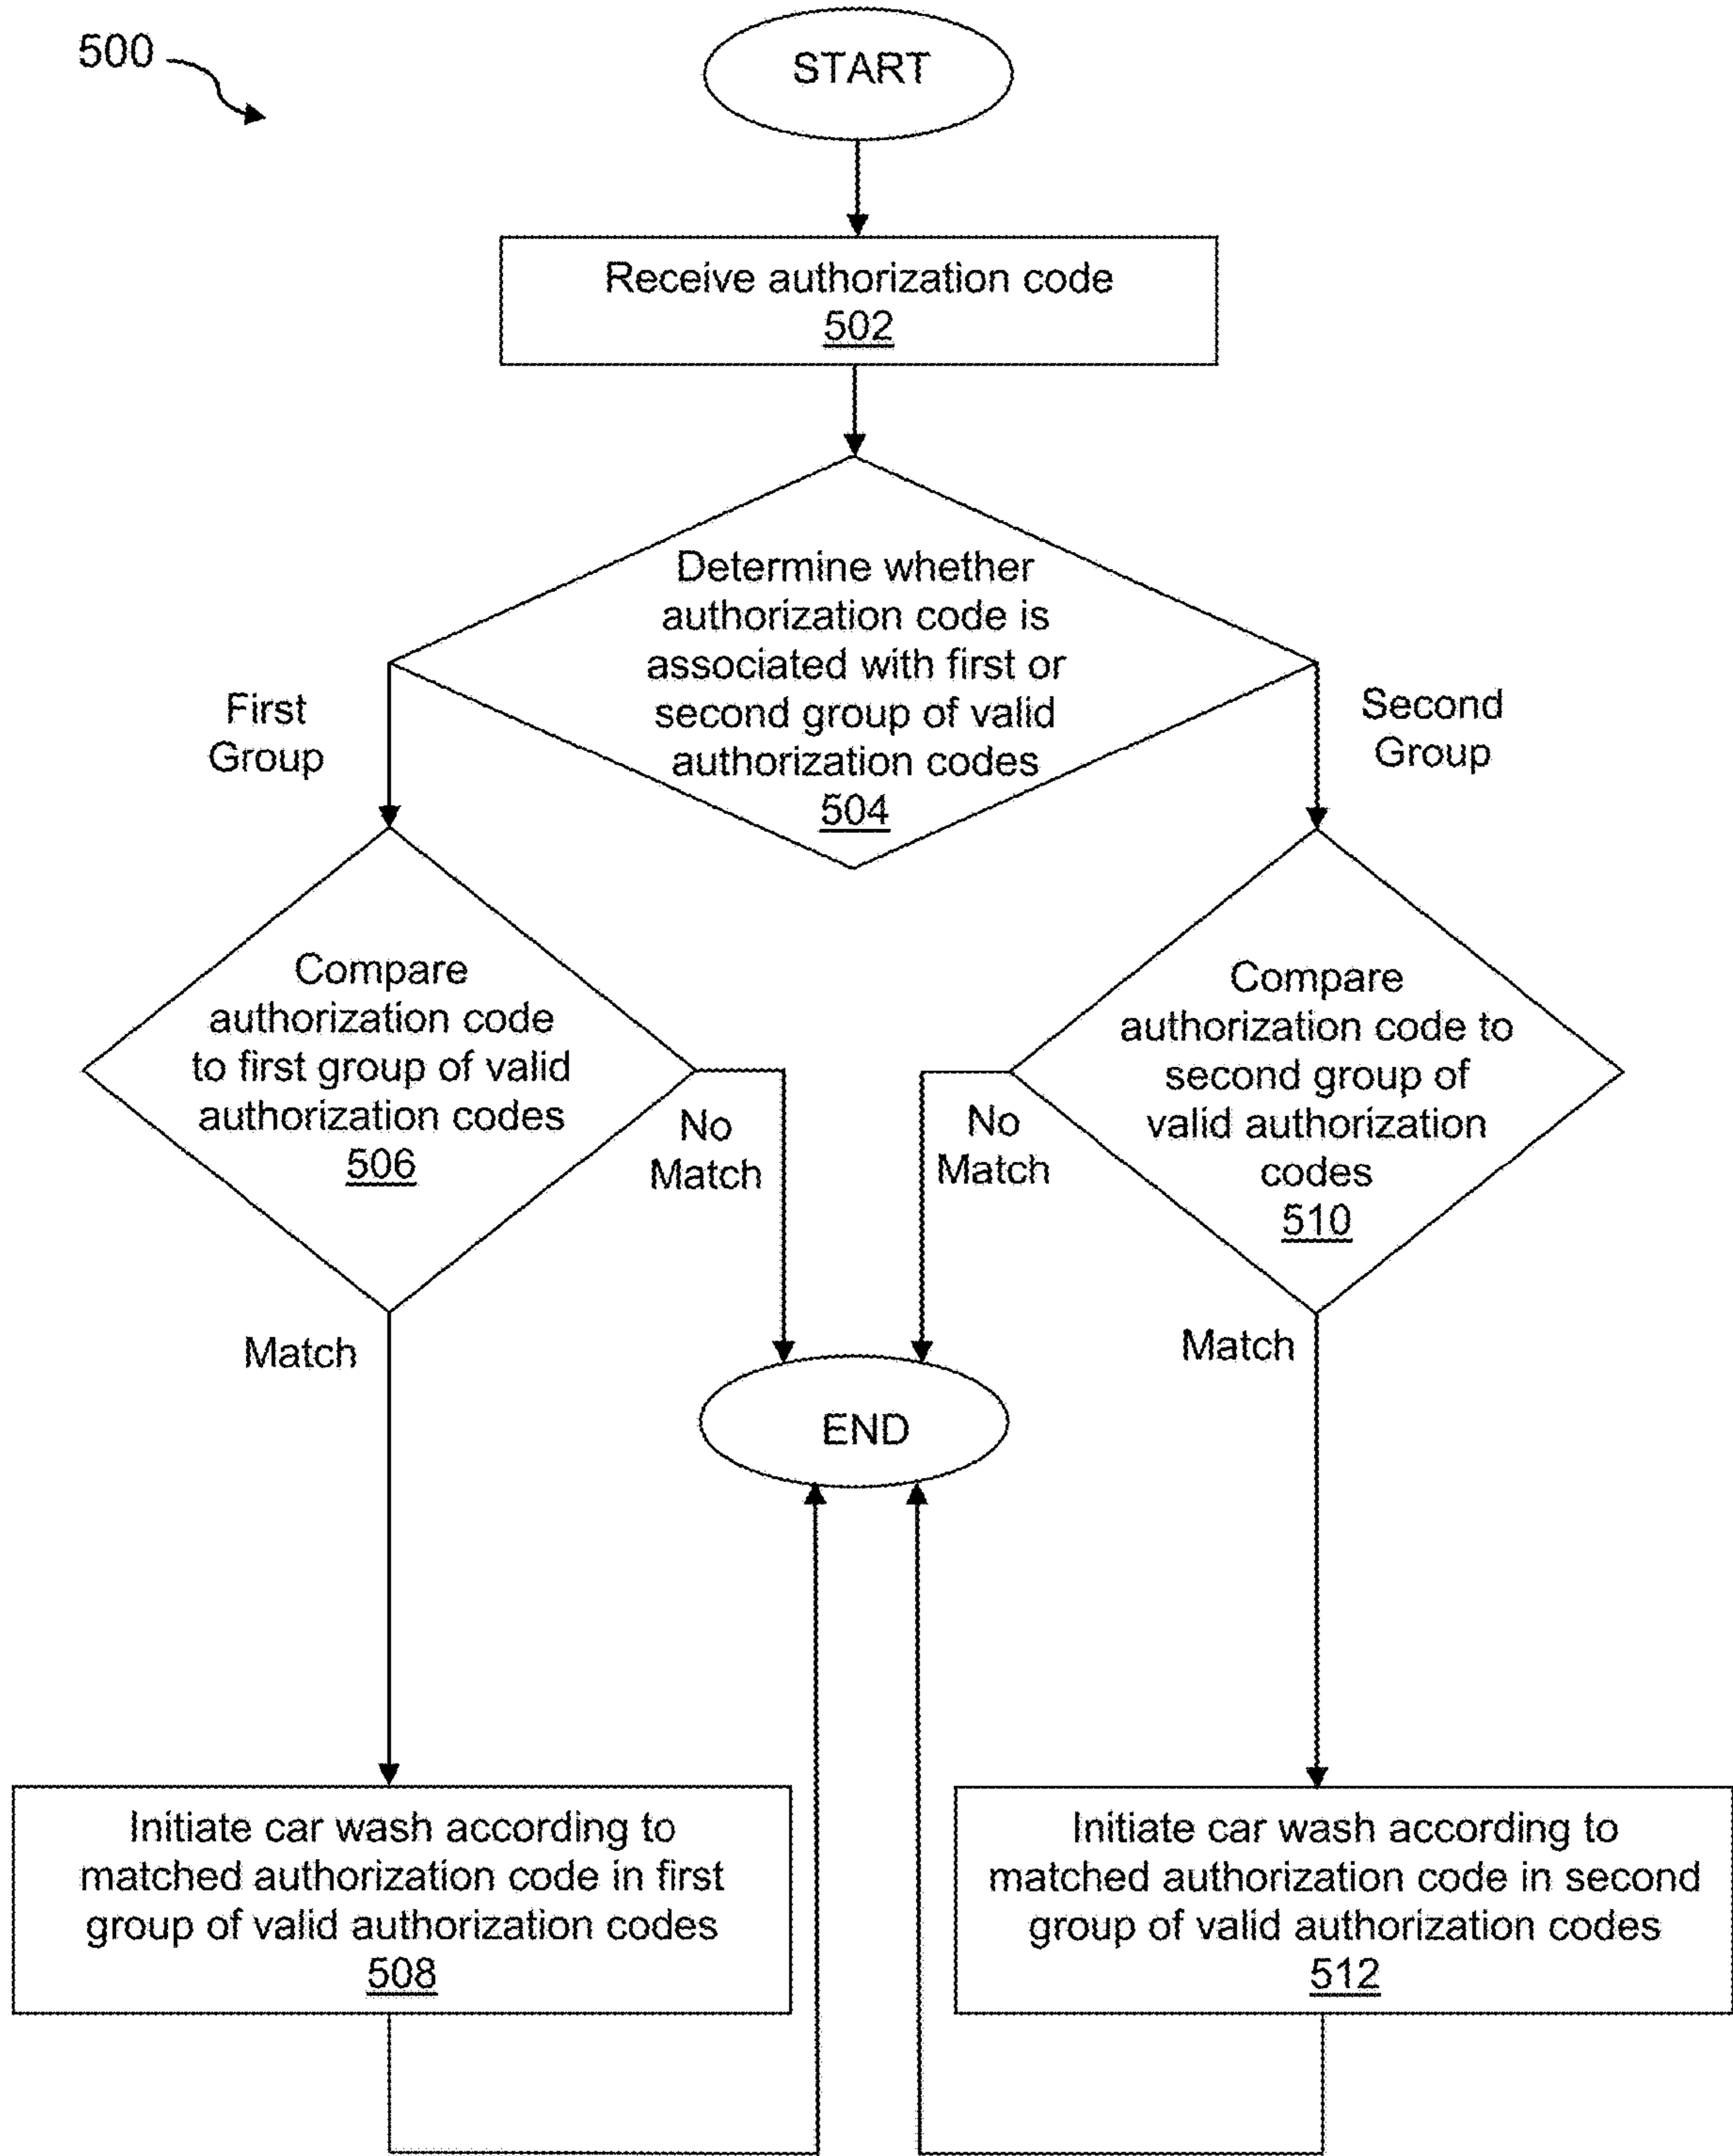 500
START
Receive authorization code
502
Determine whether
authorization code is
associated with first or
second group of valid
authorization codes
504
First
Group
Second
Group
Compare
authorization code
to first group of valid
authorization codes
506
No
Match
No
Match
Compare
authorization code to
second group of
valid authorization
codes
510
Match
Match
END
Initiate car wash according to
matched authorization code in first
group of valid authorization codes
508
Initiate car wash according to
matched authorization code in second
group of valid authorization codes
512